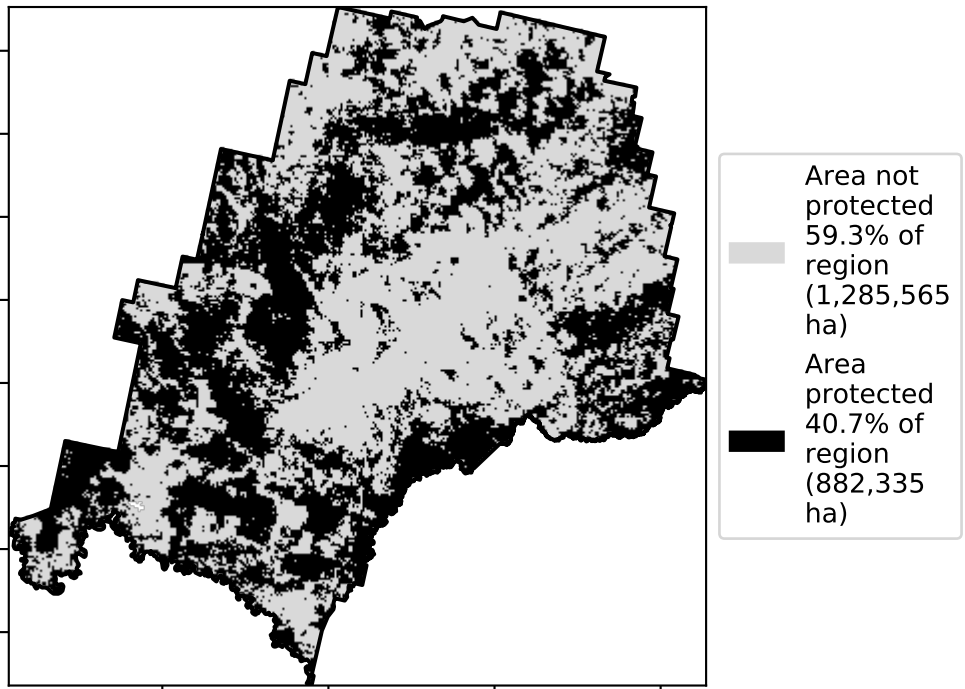 Area not
protected
59.3% of
region
(1,285,565
ha)
Area
protected
40.7% of
region
(882,335
ha)